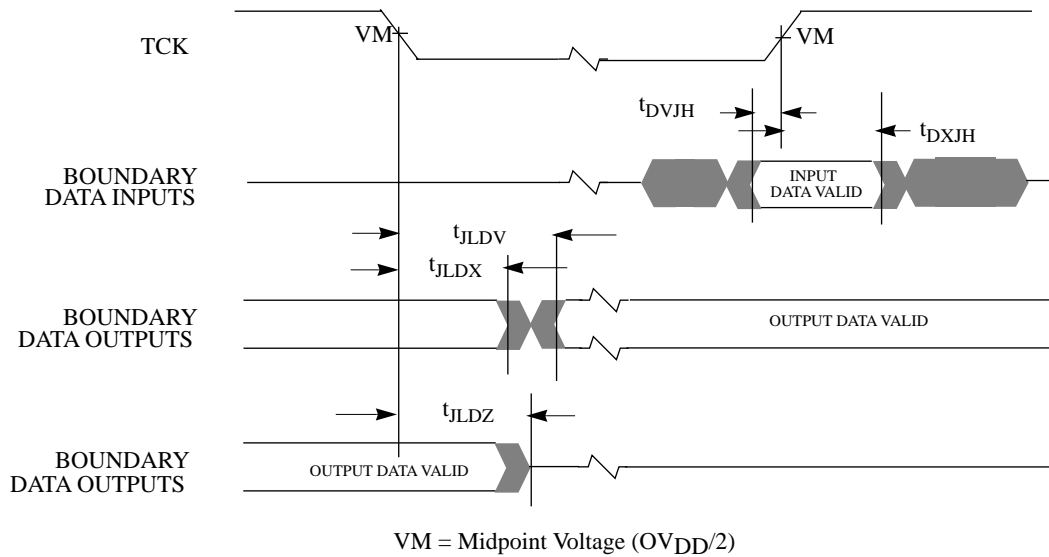 TCK
VM
VM
tDVJH
tDXJH
BOUNDARY
DATA INPUTS
INPUT
DATA VALID
tJLDV
tJLDX
BOUNDARY
DATA OUTPUTS
OUTPUT DATA VALID
tJLDZ
BOUNDARY
DATA OUTPUTS
OUTPUT DATA VALID
VM = Midpoint Voltage (OVDD/2)